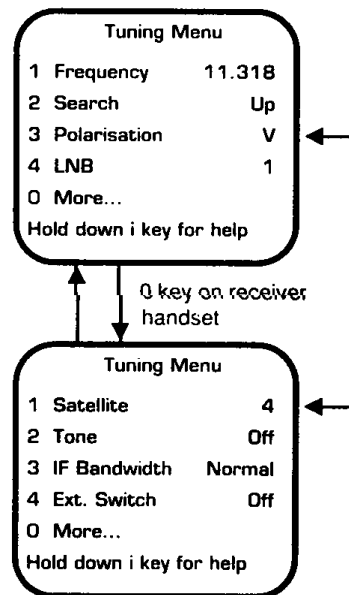 Tuning Menu
1 Frequency 11.318
2 Search Up
3 Polarisation V
4 LNB 1
0 More...
Hold down i key for help
0 key on receiver
handset
Tuning Menu
1 Satellite 4
2 Tone Off
3 IF Bandwidth Normal
4 Ext. Switch Off
0 More...
Hold down i key for help